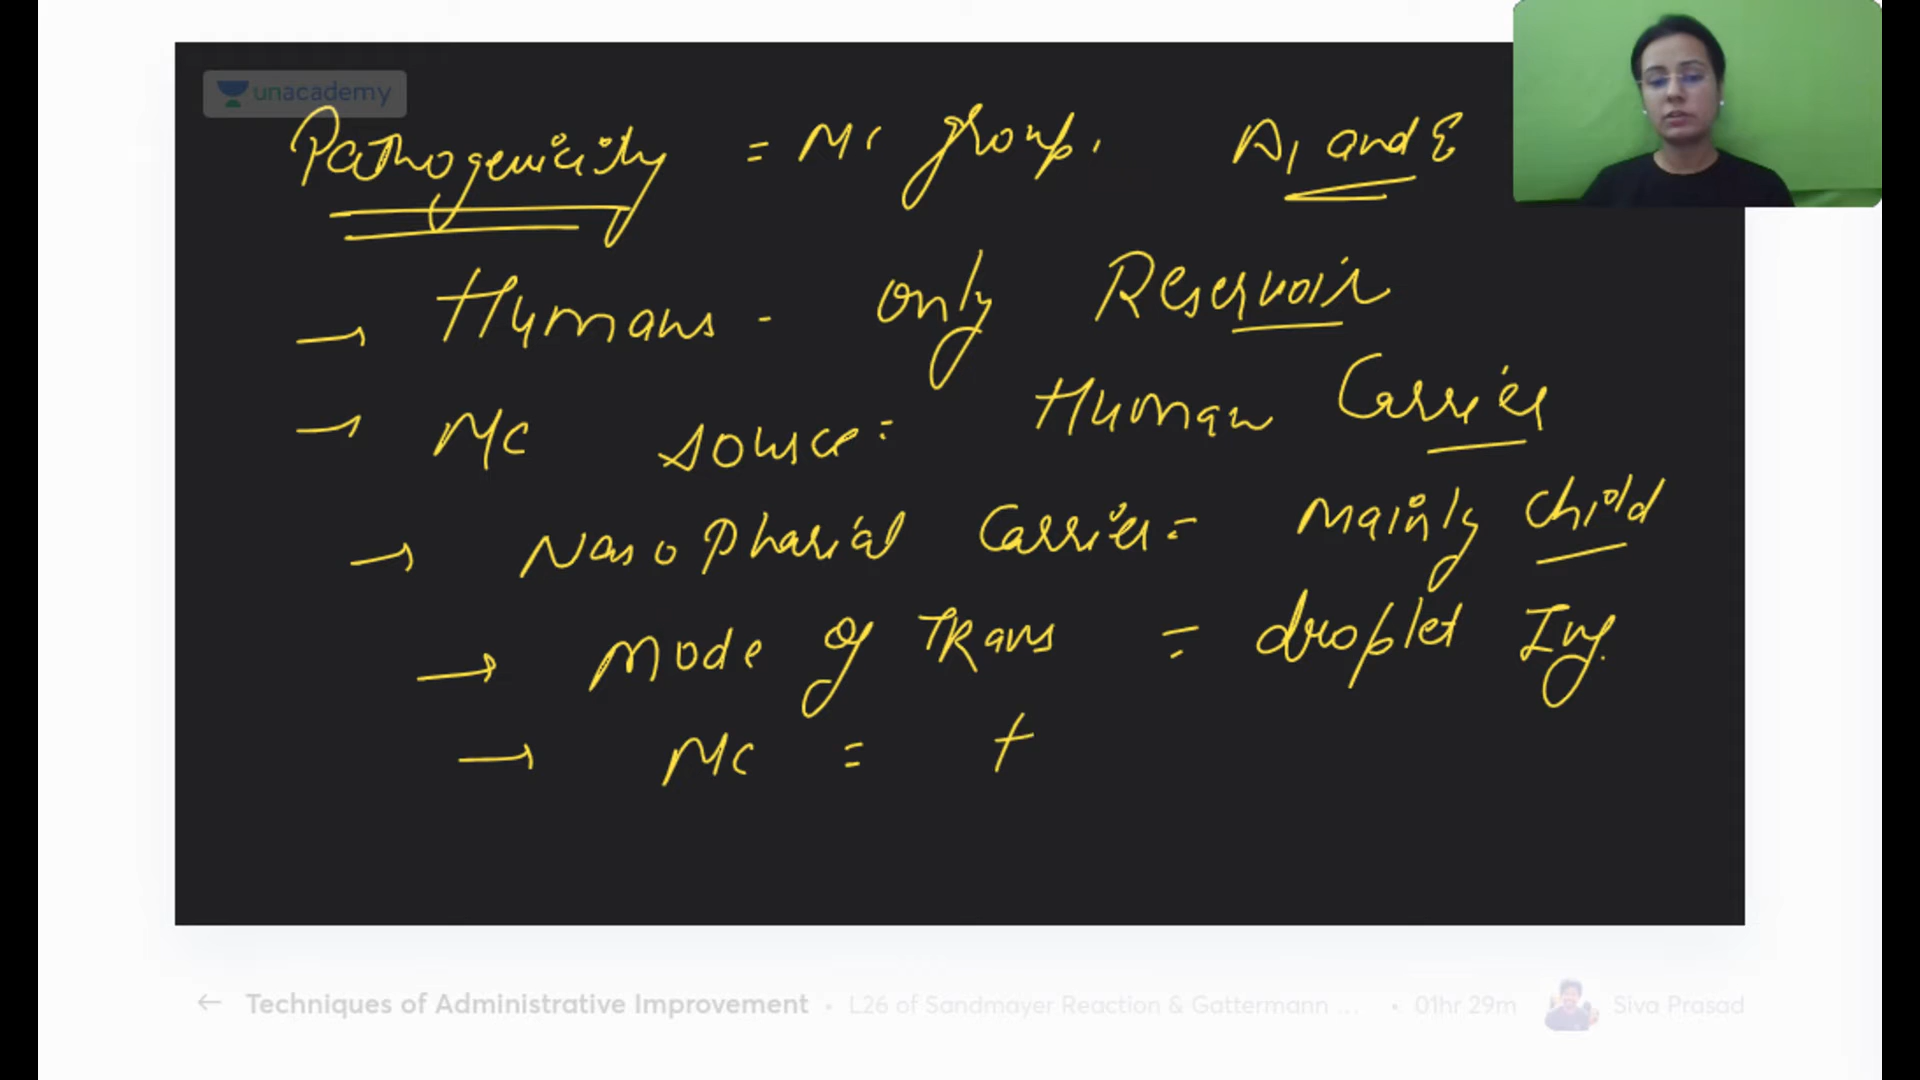 unacademy
Pathogenicity = Mc group. A, and E
→ Humans - only Reservoir
→ Mc source = Human Carrier
→ Nasopharial Carrier = mainly child
→ Mode of Trans = droplet Inf.
→ Mc = t
← Techniques of Administrative Improvement • L26 of Sandmayer Reaction & Gattermann ... • 01hr 29m Siva Prasad